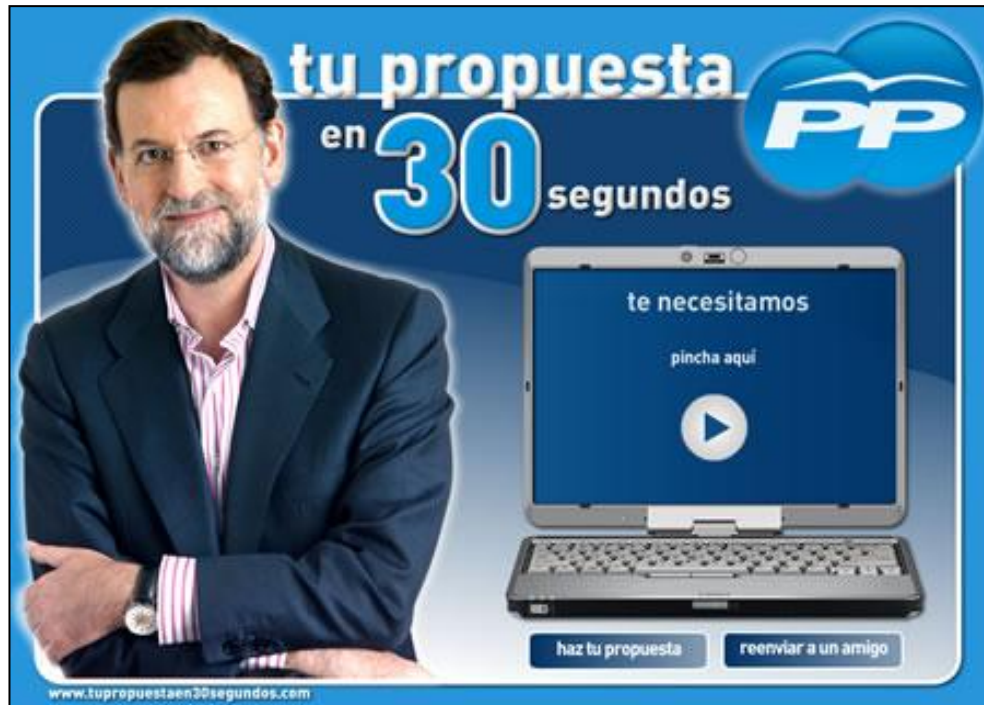 tu propuesta
en 30 segundos
PP
te necesitamos
pincha aquí
haz tu propuesta
reenviar a un amigo
www.tupropuestaen30segundos.com